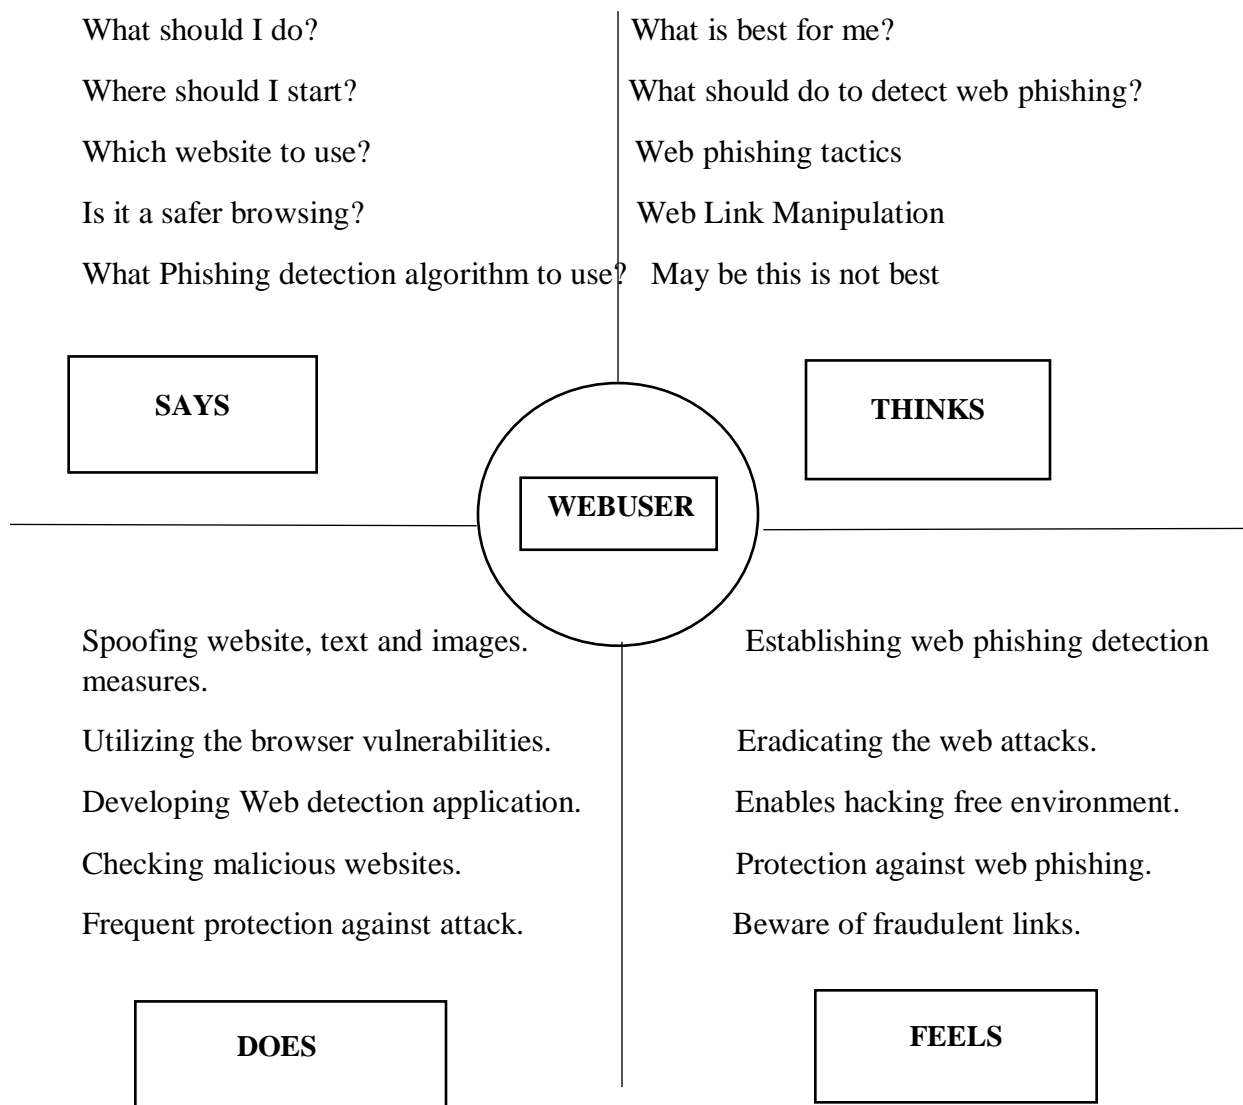 What should I do? What is best for me?
Where should I start? What should do to detect web phishing?
Which website to use? Web phishing tactics
Is it a safer browsing? Web Link Manipulation
What Phishing detection algorithm to use? May be this is not best
SAYS
THINKS
WEBUSER
Spoofing website, text and images. Establishing web phishing detection
measures.
Utilizing the browser vulnerabilities. Eradicating the web attacks.
Developing Web detection application. Enables hacking free environment.
Checking malicious websites. Protection against web phishing.
Frequent protection against attack. Beware of fraudulent links.
DOES
FEELS